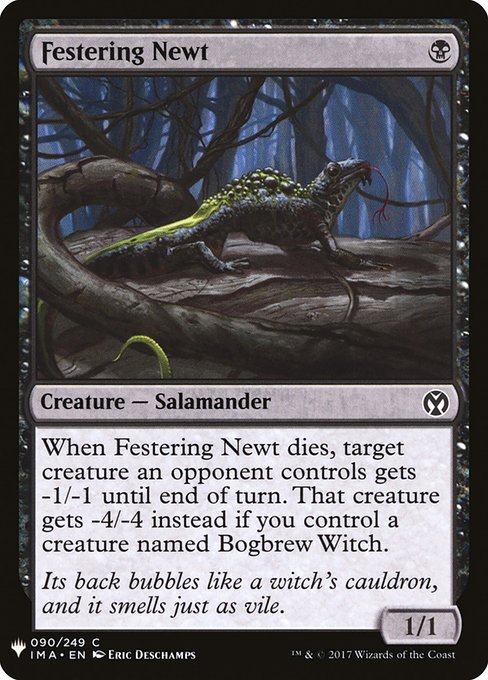 Festering Newt
Creature — Salamander
When Festering Newt dies, target
creature an opponent controls gets
-1/-1 until end of turn. That creature
gets -4/-4 instead if you control a
creature named Bogbrew Witch.
Its back bubbles like a witch's cauldron,
and it smells just as vile.
1/1
090/249 C
IMA • EN Eric Deschamps
™ & © 2017 Wizards of the Coast